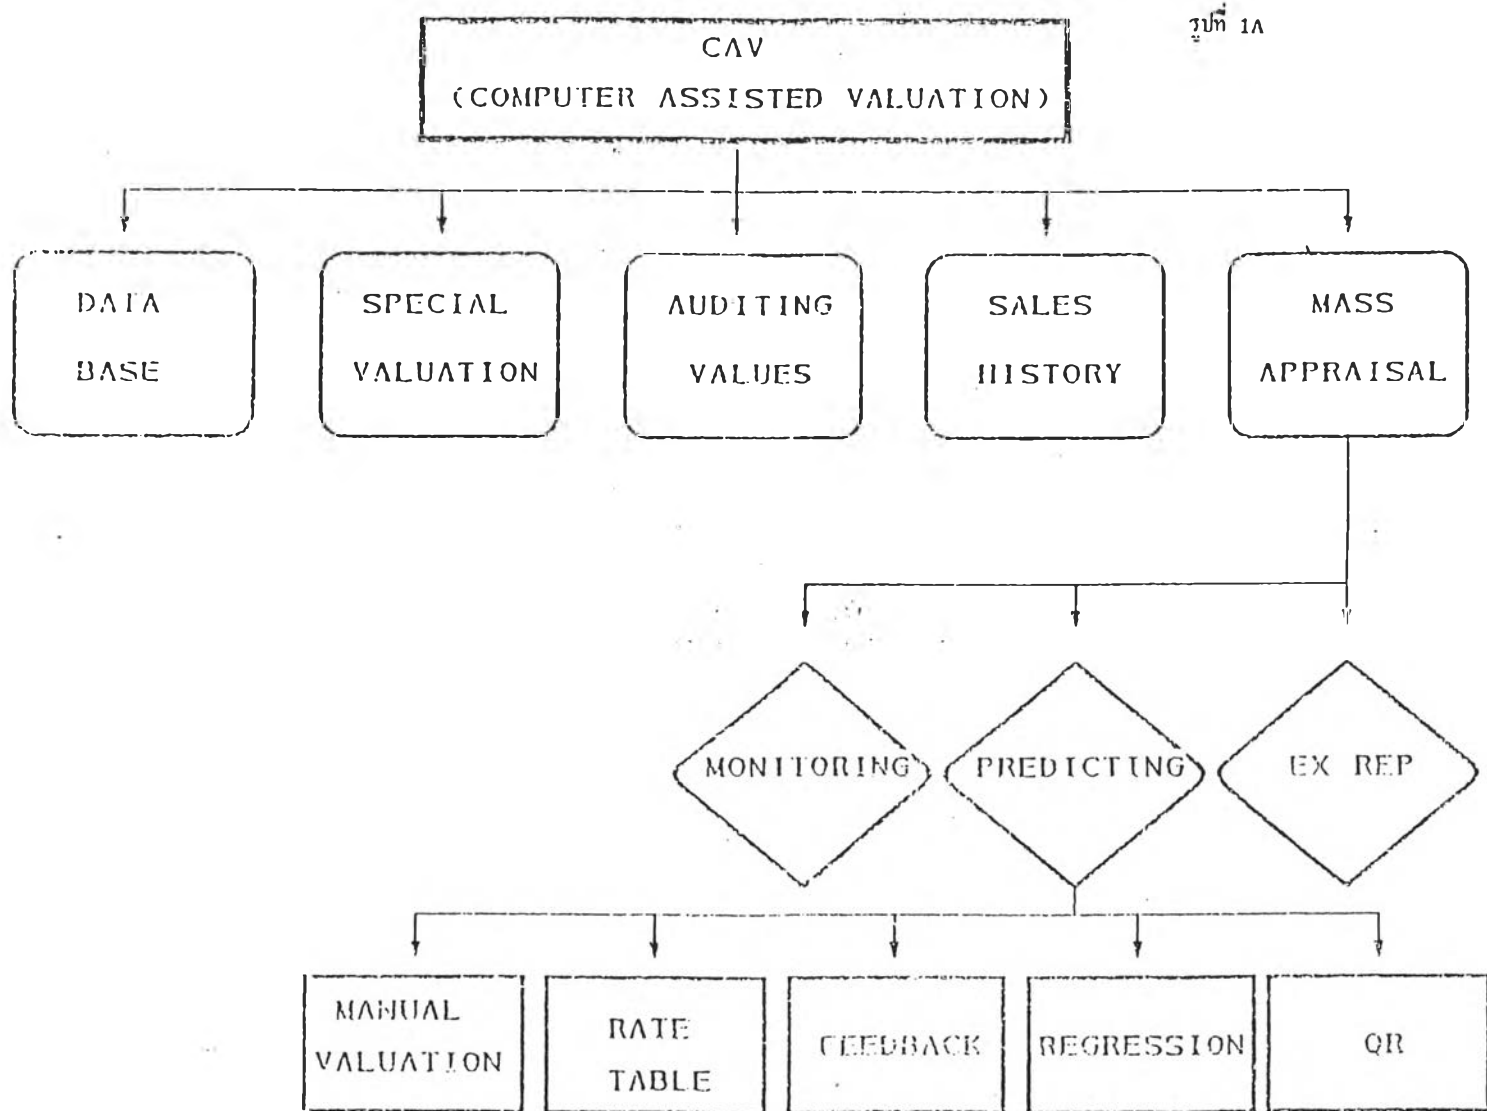 รูปที่ 1A
CAV
(COMPUTER ASSISTED VALUATION)
DATA
BASE
SPECIAL
VALUATION
AUDITING
VALUES
SALES
HISTORY
MASS
APPRAISAL
MONITORING
PREDICTING
EX REP
MANUAL
VALUATION
RATE
TABLE
FEEDBACK
REGRESSION
QR